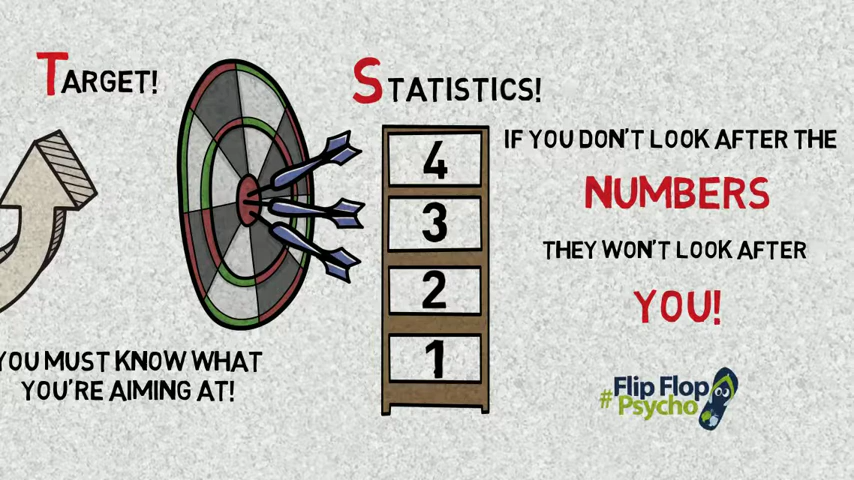 TARGET!
YOU MUST KNOW WHAT
YOU'RE AIMING AT!
STATISTICS!
4
3
2
1
IF YOU DON'T LOOK AFTER THE
NUMBERS
THEY WON'T LOOK AFTER
YOU!
#Flip Flop
Psycho